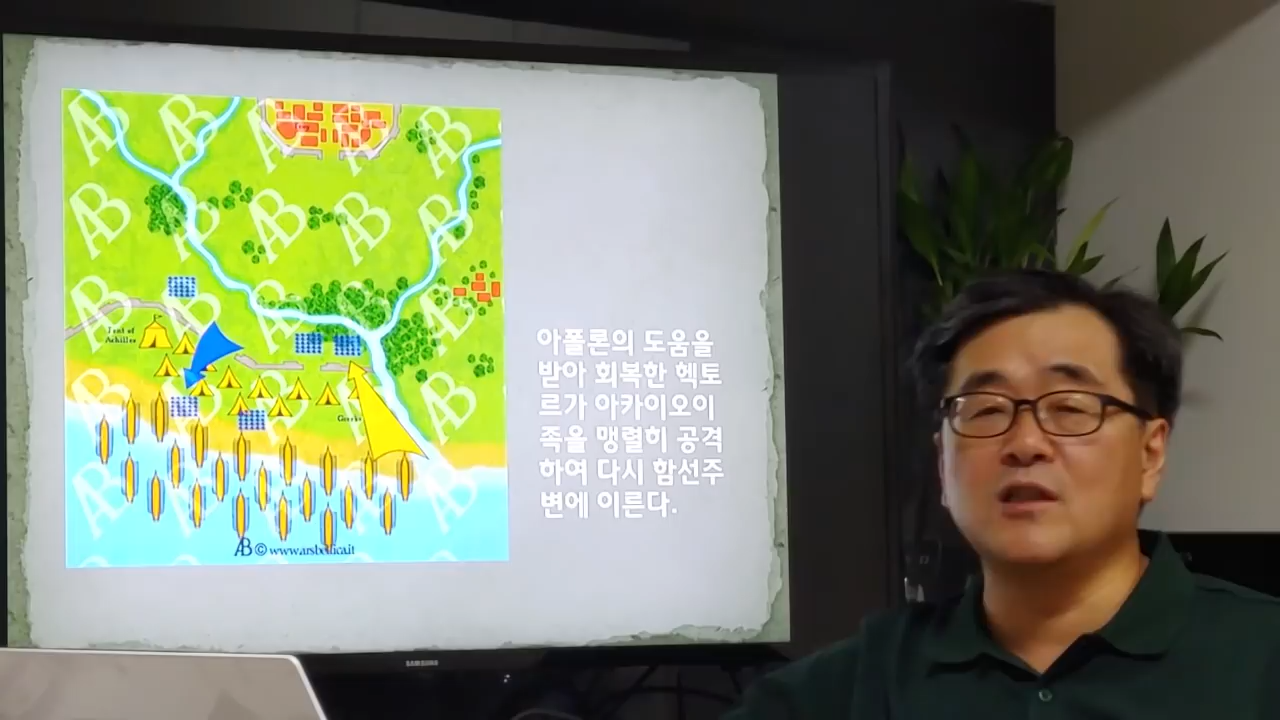 Tent of
Achilles
Greeks
아폴론의 도움을
받아 회복한 헥토
르가 아카이오이
족을 맹렬히 공격
하여 다시 함선주
변에 이른다.
AB © www.arsbellica.it
SAMSUNG